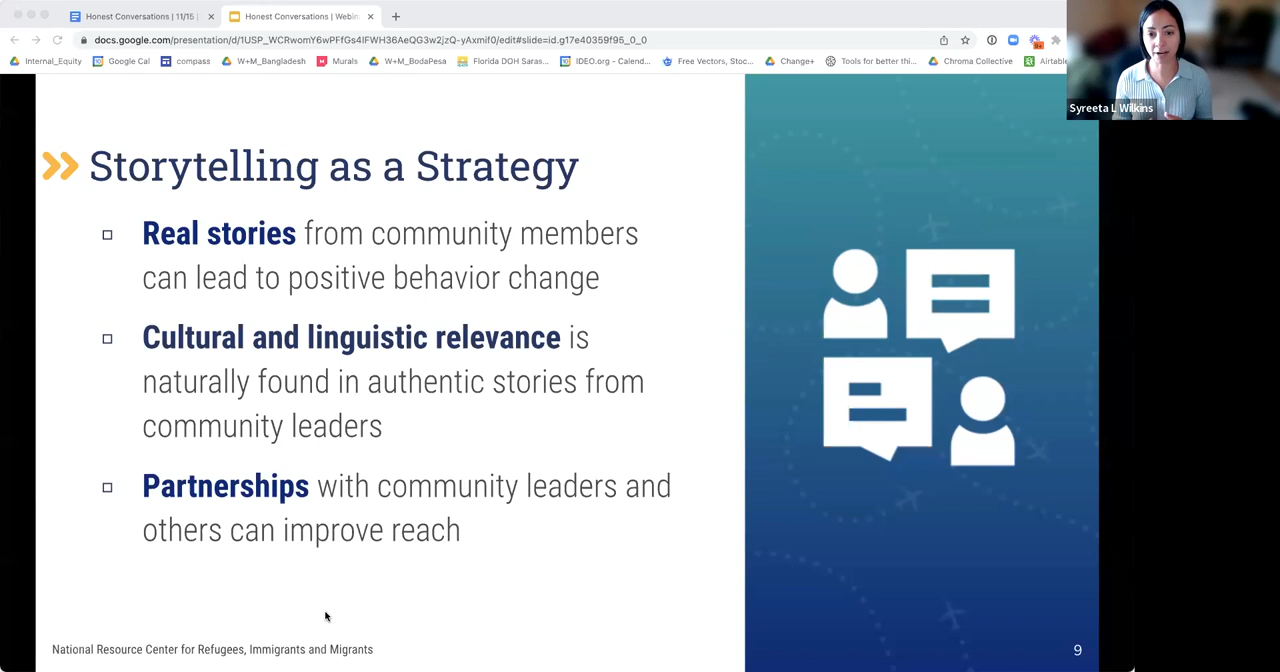 Honest Conversations | 11/15 |
Honest Conversations | Webin
docs.google.com/presentation/d/1USP_WCRwomY6wPFfGs4lFWH36AeQG3w2jzQ-yAxmif0/edit#slide=id.g17e40359f95_0_0
Internal_Equity Google Cal compass W+M_Bangladesh Murals W+M_BodaPesa Florida DOH Saras... IDEO.org - Calend... Free Vectors, Stoc... Change+ Tools for better thi... Chroma Collective Airtable
Syreeta L Wilkins
Storytelling as a Strategy
Real stories from community members
can lead to positive behavior change
Cultural and linguistic relevance is
naturally found in authentic stories from
community leaders
Partnerships with community leaders and
others can improve reach
National Resource Center for Refugees, Immigrants and Migrants
9